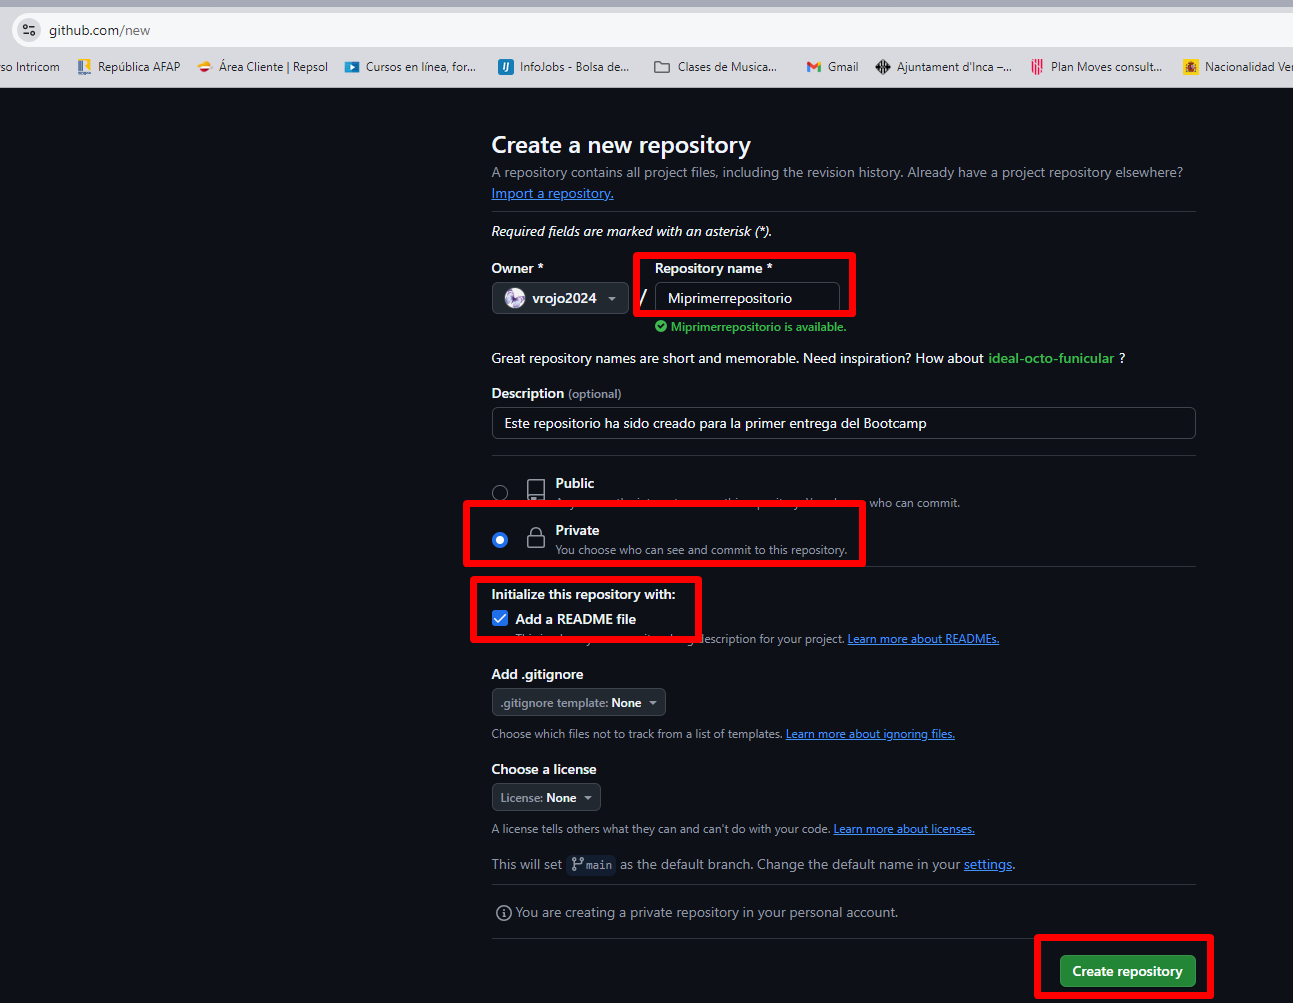 github.com/new
so Intricom República AFAP Área Cliente | Repsol Cursos en línea, for... InfoJobs - Bolsa de... Clases de Musica... Gmail Ajuntament d'Inca –... Plan Moves consult... Nacionalidad Ve
Create a new repository
A repository contains all project files, including the revision history. Already have a project repository elsewhere?
Import a repository.
Required fields are marked with an asterisk (*).
Owner * Repository name *
vrojo2024 / Miprimerrepositorio
Miprimerrepositorio is available.
Great repository names are short and memorable. Need inspiration? How about ideal-octo-funicular ?
Description (optional)
Este repositorio ha sido creado para la primer entrega del Bootcamp
Public
who can commit.
Private
You choose who can see and commit to this repository.
Initialize this repository with:
Add a README file
description for your project. Learn more about READMEs.
Add .gitignore
.gitignore template: None
Choose which files not to track from a list of templates. Learn more about ignoring files.
Choose a license
License: None
A license tells others what they can and can't do with your code. Learn more about licenses.
This will set main as the default branch. Change the default name in your settings.
You are creating a private repository in your personal account.
Create repository